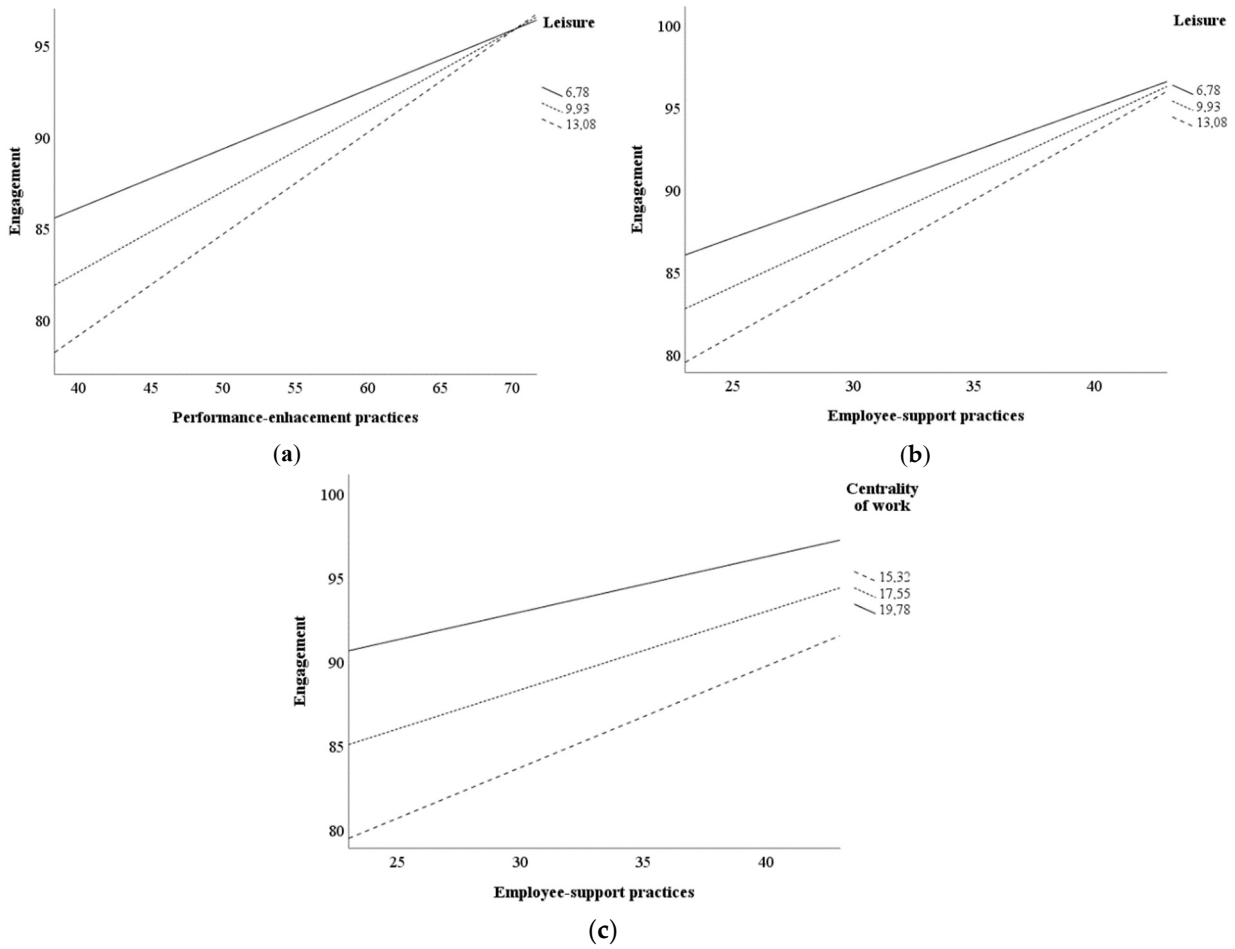 Leisure
95
6,78
9,93
90
13,08
Engagement
85
80
40 45 50 55 60 65 70
Performance-enhacement practices
(a)
Leisure
100
95
6,78
9,93
13,08
90
Engagement
85
80
25 30 35 40
Employee-support practices
(b)
Centrality
of work
100
95
15,32
17,55
19,78
90
Engagement
85
80
25 30 35 40
Employee-support practices
(c)